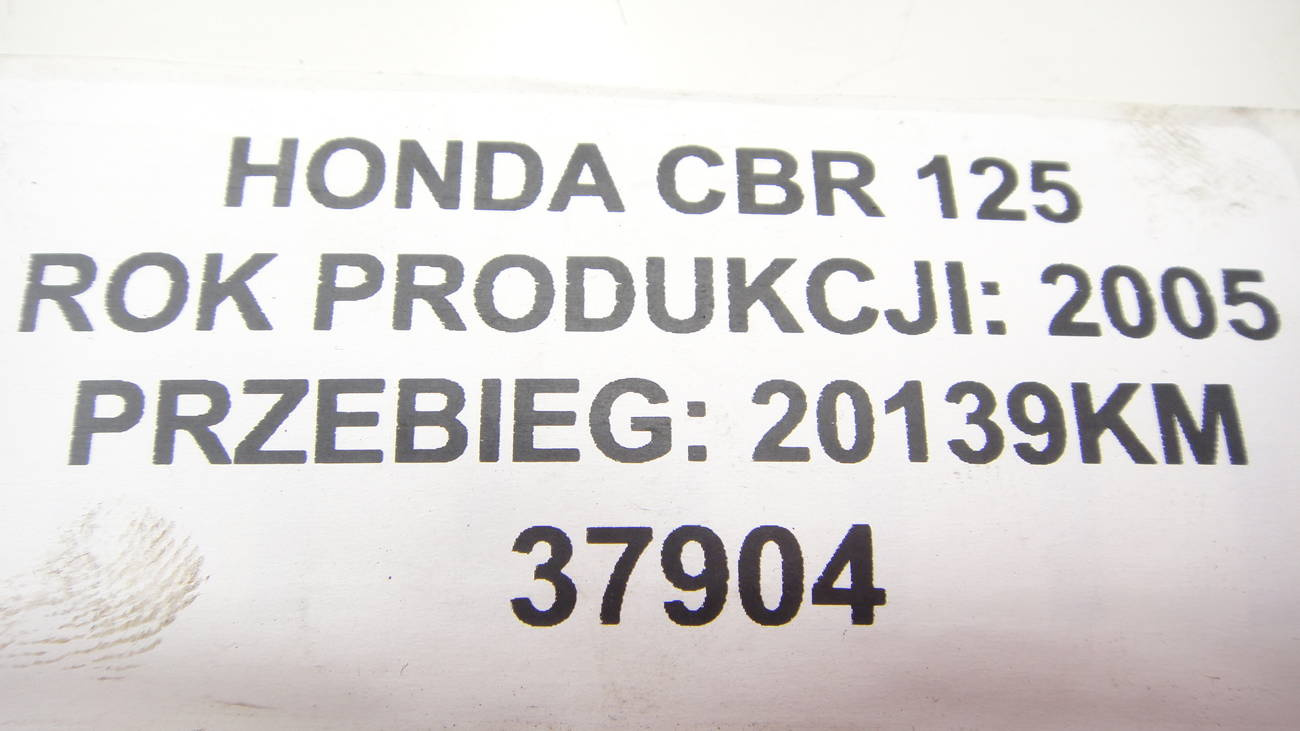 HONDA CBR 125
ROK PRODUKCJI: 2005
PRZEBIEG: 20139KM
37904